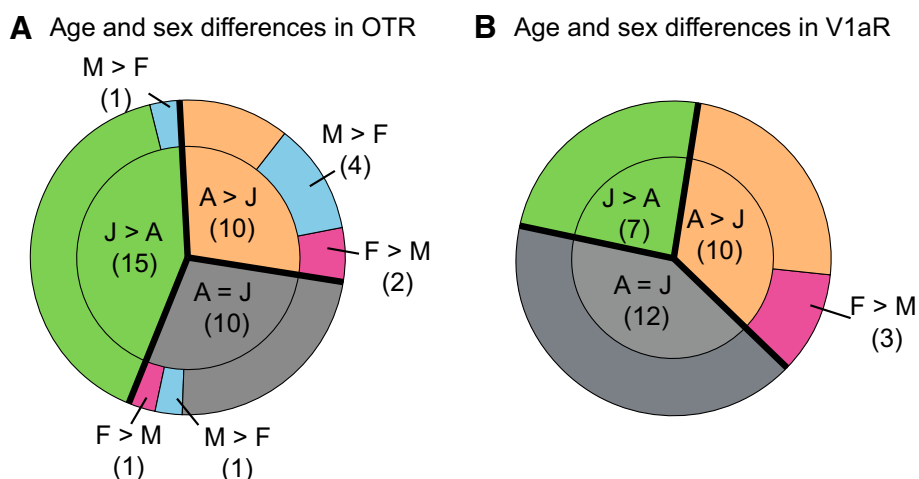 A Age and sex differences in OTR
M > F
(1)
M > F
(4)
A > J
(10)
J > A
(15)
F > M
(2)
A = J
(10)
F > M
(1)
M > F
(1)
B Age and sex differences in V1aR
J > A
(7)
A > J
(10)
A = J
(12)
F > M
(3)